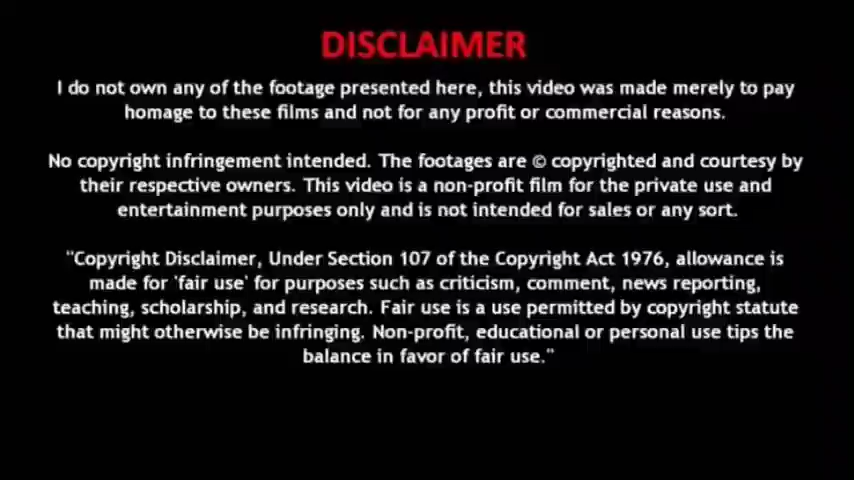 DISCLAIMER
I do not own any of the footage presented here, this video was made merely to pay
homage to these films and not for any profit or commercial reasons.
No copyright infringement intended. The footages are © copyrighted and courtesy by
their respective owners. This video is a non-profit film for the private use and
entertainment purposes only and is not intended for sales or any sort.
"Copyright Disclaimer, Under Section 107 of the Copyright Act 1976, allowance is
made for 'fair use' for purposes such as criticism, comment, news reporting,
teaching, scholarship, and research. Fair use is a use permitted by copyright statute
that might otherwise be infringing. Non-profit, educational or personal use tips the
balance in favor of fair use."